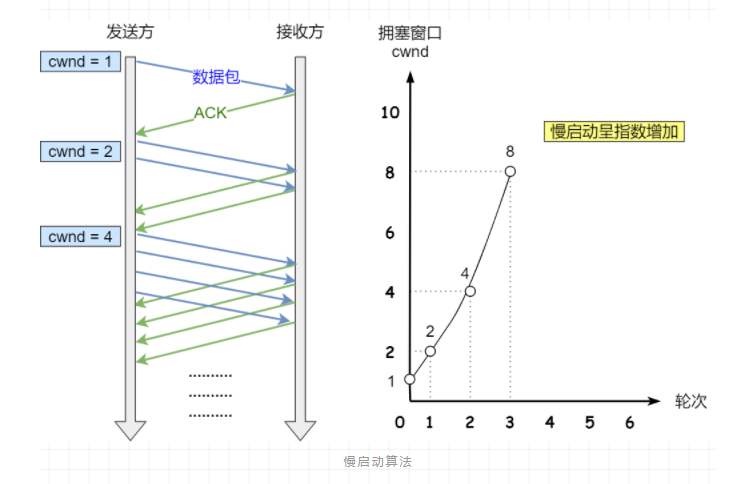 发送方
接收方
cwnd = 1
数据包
ACK
cwnd = 2
cwnd = 4
..........
..........
..........
拥塞窗口
cwnd
慢启动呈指数增加
10
8
6
4
2
1
8
4
2
轮次
0 1 2 3 4 5 6
慢启动算法